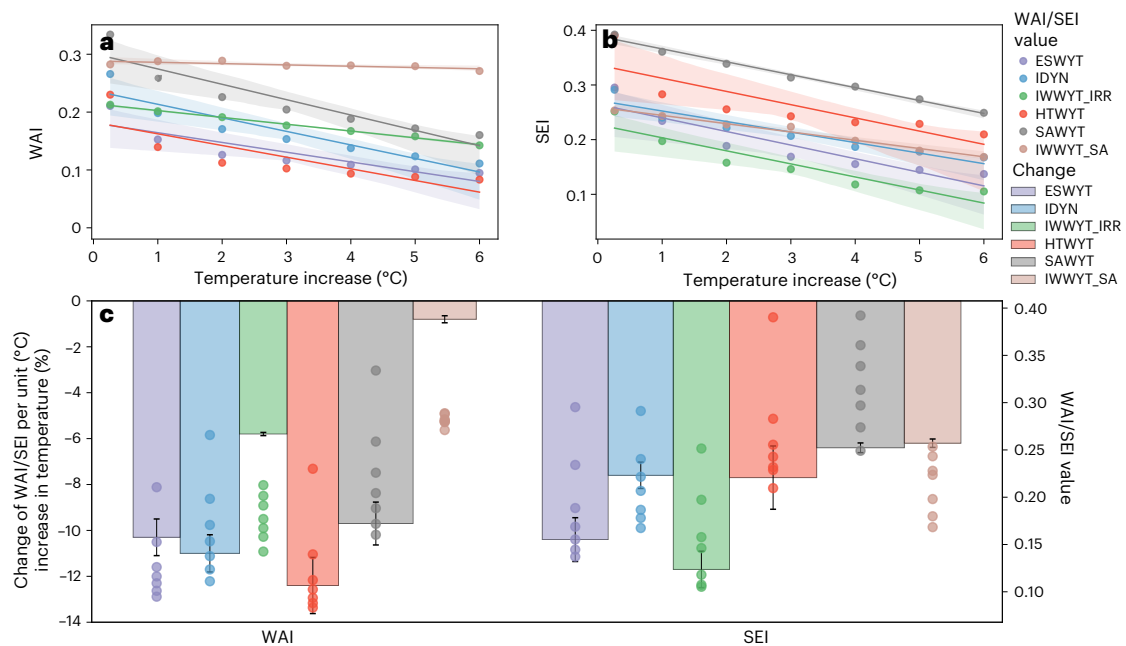 a
WAI
0.3
0.2
0.1
0
0
1
2
3
4
5
6
Temperature increase (°C)
b
SEI
0.4
0.3
0.2
0.1
0
1
2
3
4
5
6
Temperature increase (°C)
WAI/SEI
value
ESWYT
IDYN
IWWYT_IRR
HTWYT
SAWYT
IWWYT_SA
Change
ESWYT
IDYN
IWWYT_IRR
HTWYT
SAWYT
IWWYT_SA
c
Change of WAI/SEI per unit (°C)
increase in temperature (%)
0
−2
−4
−6
−8
−10
−12
−14
WAI
SEI
0.40
0.35
0.30
0.25
0.20
0.15
0.10
WAI/SEI value